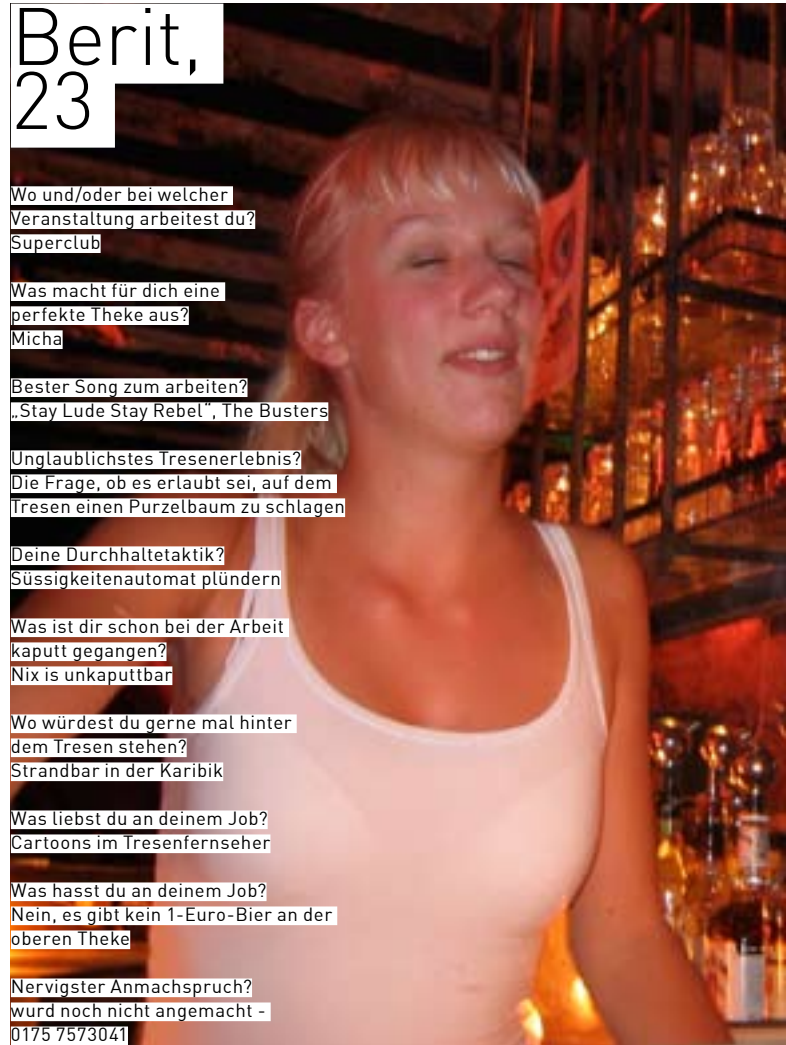 Berit,
23
Wo und/oder bei welcher
Veranstaltung arbeitest du?
Superclub
Was macht für dich eine
perfekte Theke aus?
Micha
Bester Song zum arbeiten?
„Stay Lude Stay Rebel“, The Busters
Unglaublichstes Tresenerlebnis?
Die Frage, ob es erlaubt sei, auf dem
Tresen einen Purzelbaum zu schlagen
Deine Durchhaltetaktik?
Süssigkeitenautomat plündern
Was ist dir schon bei der Arbeit
kaputt gegangen?
Nix is unkaputtbar
Wo würdest du gerne mal hinter
dem Tresen stehen?
Strandbar in der Karibik
Was liebst du an deinem Job?
Cartoons im Tresenfernseher
Was hasst du an deinem Job?
Nein, es gibt kein 1-Euro-Bier an der
oberen Theke
Nervigster Anmachspruch?
wurd noch nicht angemacht -
0175 7573041